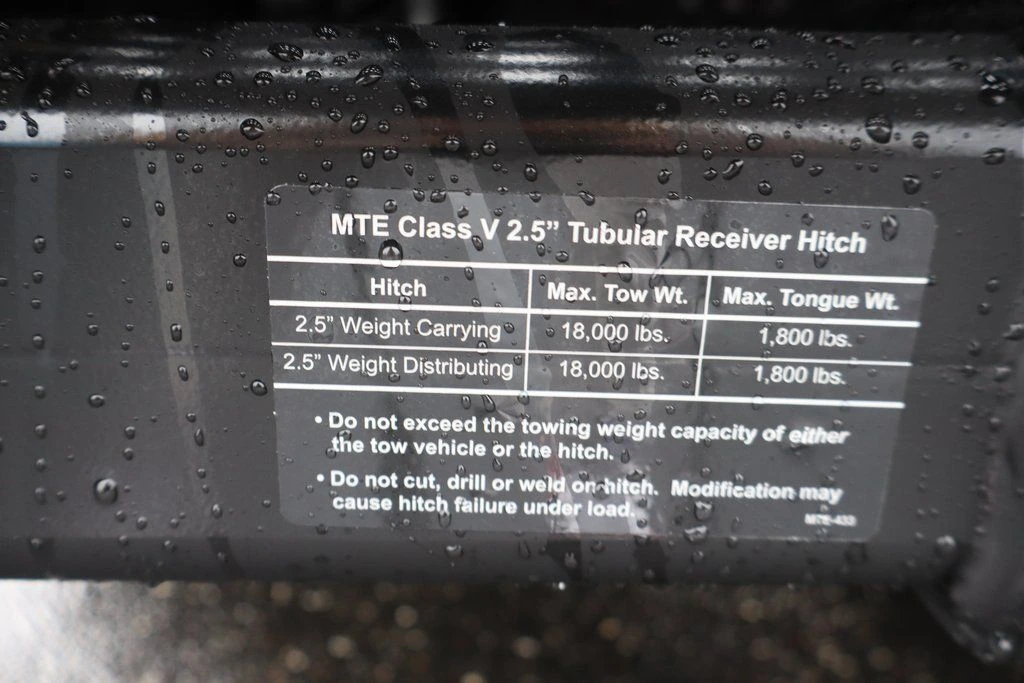 MTE Class V 2.5” Tubular Receiver Hitch
Hitch Max. Tow Wt. Max. Tongue Wt.
2.5” Weight Carrying 18,000 lbs. 1,800 lbs.
2.5” Weight Distributing 18,000 lbs. 1,800 lbs.
• Do not exceed the towing weight capacity of either
the tow vehicle or the hitch.
• Do not cut, drill or weld on hitch. Modification may
cause hitch failure under load.
MTE-433